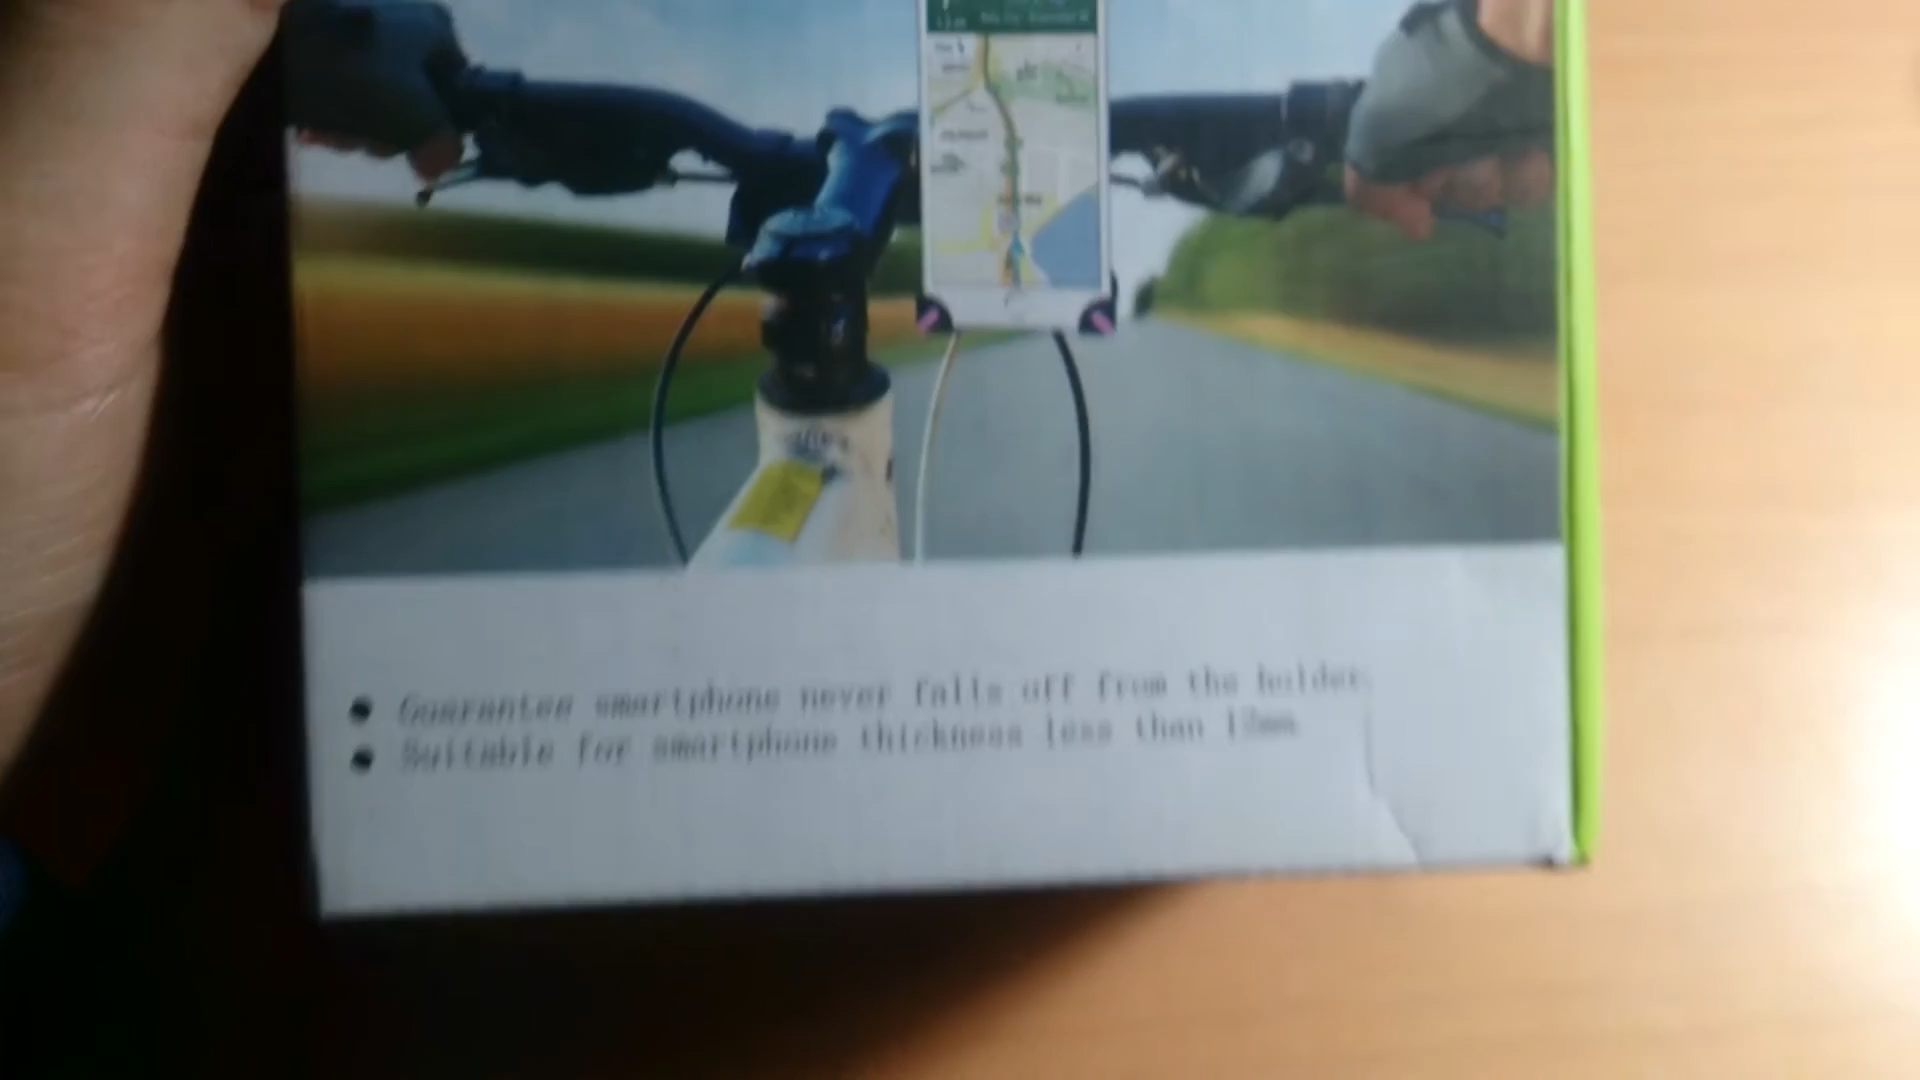 Guarantee smartphone never falls off from the holder
Suitable for smartphone thickness less than